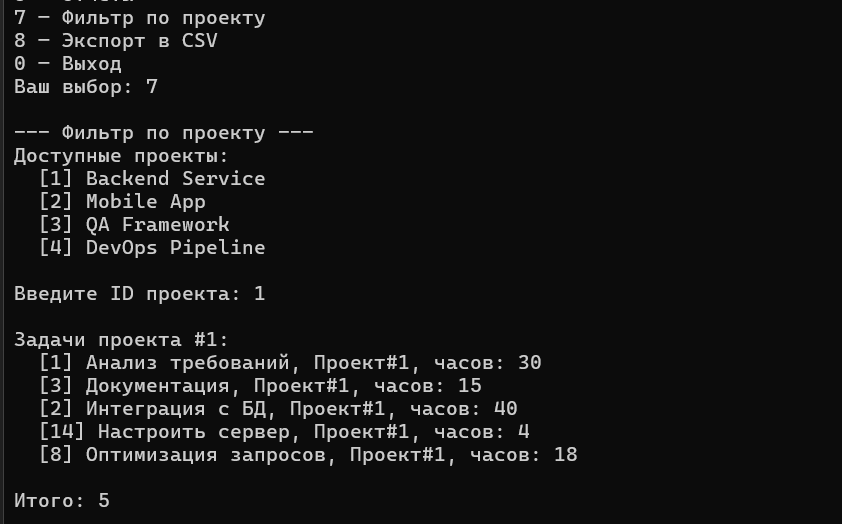 7 — Фильтр по проекту
8 — Экспорт в CSV
0 — Выход
Ваш выбор: 7
--- Фильтр по проекту ---
Доступные проекты:
[1] Backend Service
[2] Mobile App
[3] QA Framework
[4] DevOps Pipeline
Введите ID проекта: 1
Задачи проекта #1:
[1] Анализ требований, Проект#1, часов: 30
[3] Документация, Проект#1, часов: 15
[2] Интеграция с БД, Проект#1, часов: 40
[14] Настроить сервер, Проект#1, часов: 4
[8] Оптимизация запросов, Проект#1, часов: 18
Итого: 5